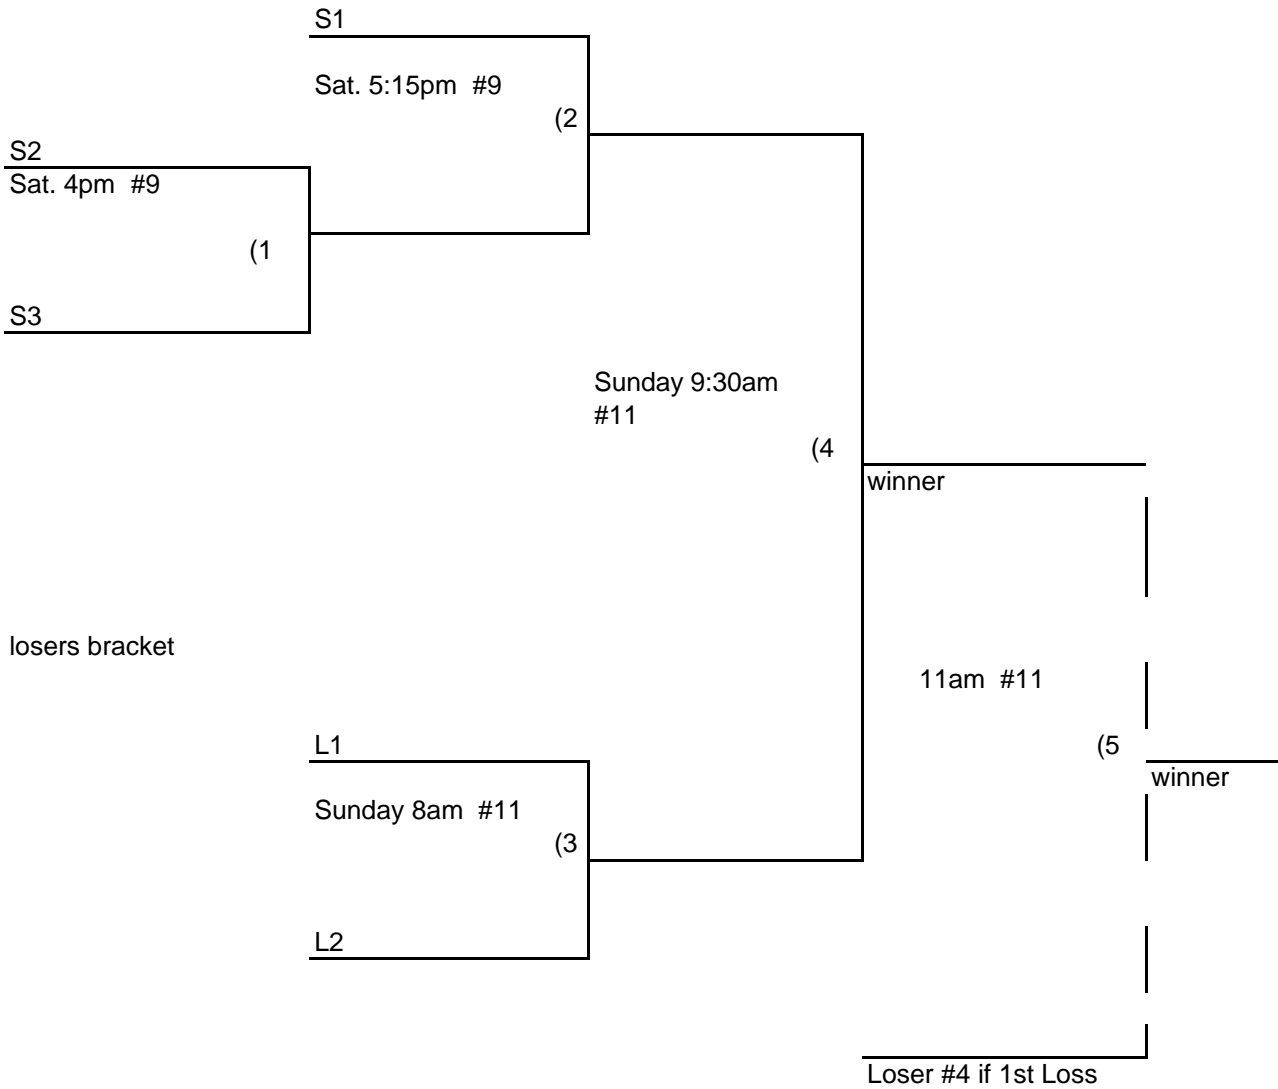 S1
Sat. 5:15pm #9
(2
S2
Sat. 4pm #9
(1
S3
Sunday 9:30am
#11
(4
winner
losers bracket
11am #11
L1
(5
winner
Sunday 8am #11
(3
L2
Loser #4 if 1st Loss